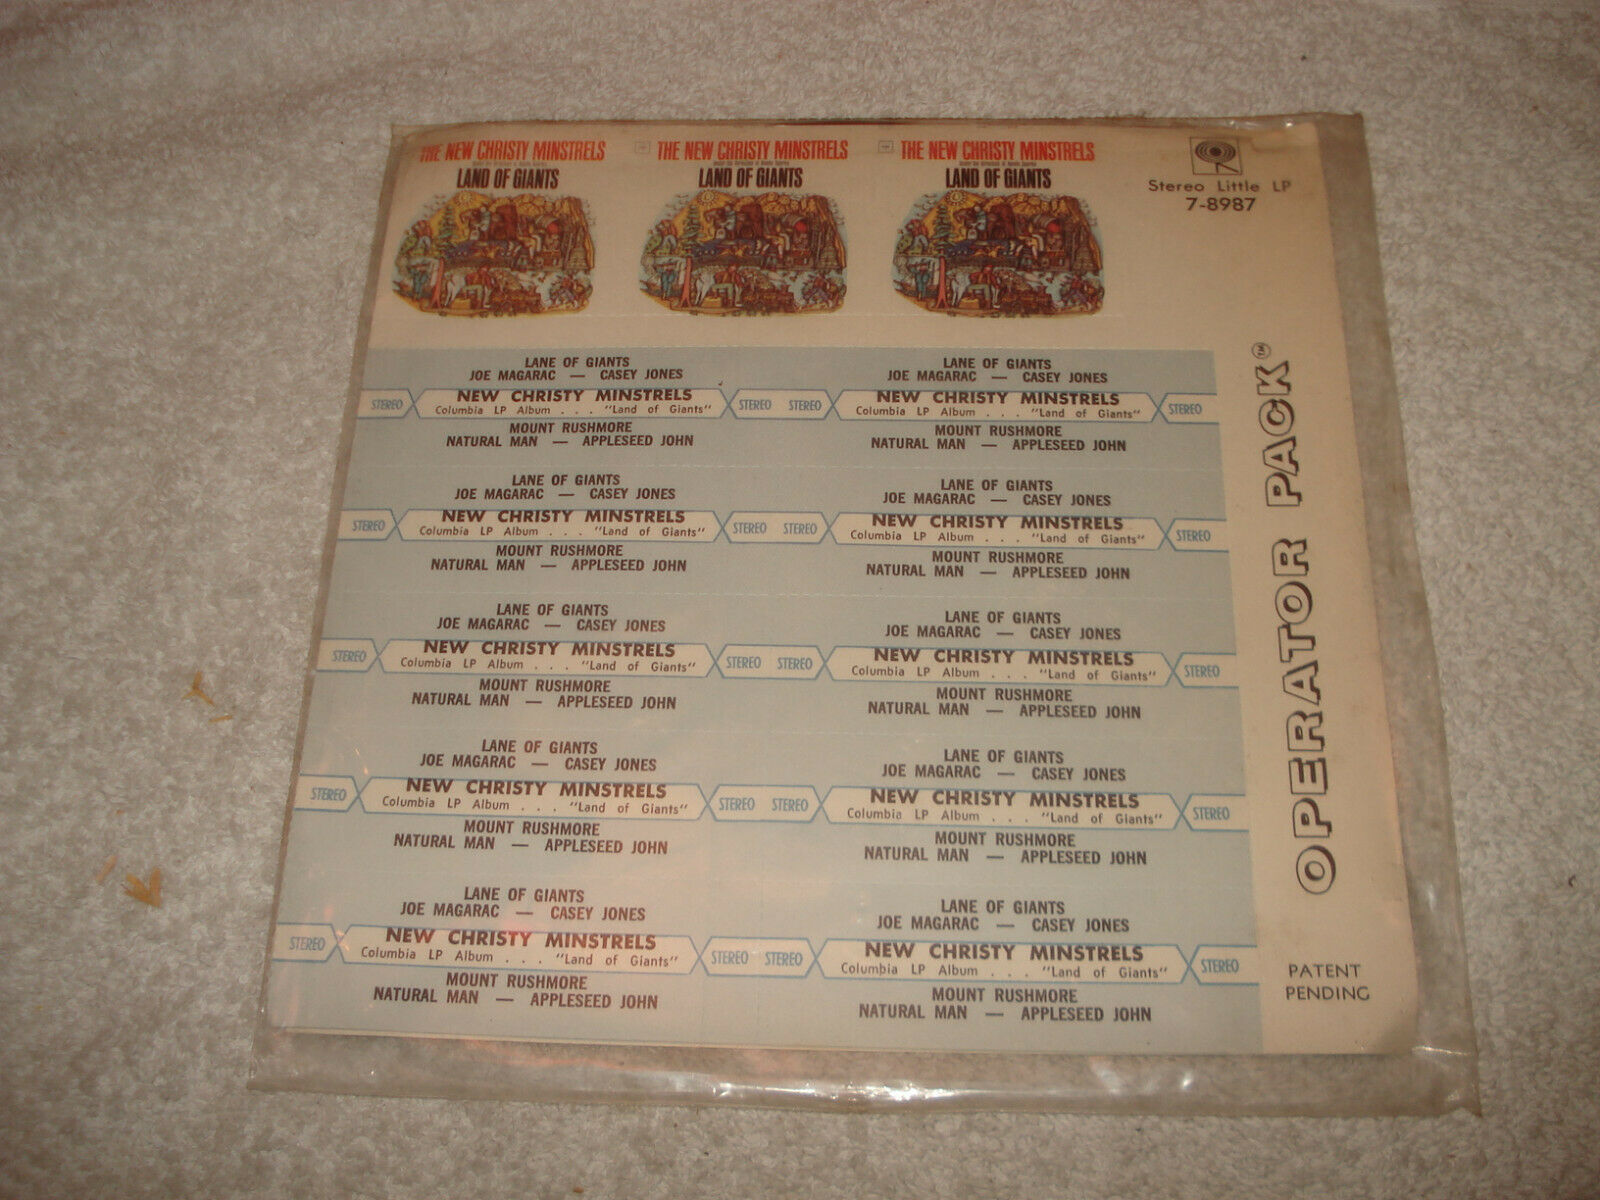 THE NEW CHRISTY MINSTRELS
LAND OF GIANTS
THE NEW CHRISTY MINSTRELS
LAND OF GIANTS
THE NEW CHRISTY MINSTRELS
LAND OF GIANTS
Stereo Little LP
7-8987
LANE OF GIANTS
JOE MAGARAC — CASEY JONES
STEREO NEW CHRISTY MINSTRELS STEREO
Columbia LP Album . . . "Land of Giants"
MOUNT RUSHMORE
NATURAL MAN — APPLESEED JOHN
LANE OF GIANTS
JOE MAGARAC — CASEY JONES
STEREO NEW CHRISTY MINSTRELS STEREO
Columbia LP Album . . . "Land of Giants"
MOUNT RUSHMORE
NATURAL MAN — APPLESEED JOHN
LANE OF GIANTS
JOE MAGARAC — CASEY JONES
STEREO NEW CHRISTY MINSTRELS STEREO
Columbia LP Album . . . "Land of Giants"
MOUNT RUSHMORE
NATURAL MAN — APPLESEED JOHN
LANE OF GIANTS
JOE MAGARAC — CASEY JONES
STEREO NEW CHRISTY MINSTRELS STEREO
Columbia LP Album . . . "Land of Giants"
MOUNT RUSHMORE
NATURAL MAN — APPLESEED JOHN
LANE OF GIANTS
JOE MAGARAC — CASEY JONES
STEREO NEW CHRISTY MINSTRELS STEREO
Columbia LP Album . . . "Land of Giants"
MOUNT RUSHMORE
NATURAL MAN — APPLESEED JOHN
LANE OF GIANTS
JOE MAGARAC — CASEY JONES
STEREO NEW CHRISTY MINSTRELS STEREO
Columbia LP Album . . . "Land of Giants"
MOUNT RUSHMORE
NATURAL MAN — APPLESEED JOHN
LANE OF GIANTS
JOE MAGARAC — CASEY JONES
STEREO NEW CHRISTY MINSTRELS STEREO
Columbia LP Album . . . "Land of Giants"
MOUNT RUSHMORE
NATURAL MAN — APPLESEED JOHN
LANE OF GIANTS
JOE MAGARAC — CASEY JONES
STEREO NEW CHRISTY MINSTRELS STEREO
Columbia LP Album . . . "Land of Giants"
MOUNT RUSHMORE
NATURAL MAN — APPLESEED JOHN
LANE OF GIANTS
JOE MAGARAC — CASEY JONES
STEREO NEW CHRISTY MINSTRELS STEREO
Columbia LP Album . . . "Land of Giants"
MOUNT RUSHMORE
NATURAL MAN — APPLESEED JOHN
LANE OF GIANTS
JOE MAGARAC — CASEY JONES
STEREO NEW CHRISTY MINSTRELS STEREO
Columbia LP Album . . . "Land of Giants"
MOUNT RUSHMORE
NATURAL MAN — APPLESEED JOHN
OPERATOR PACK™
PATENT
PENDING